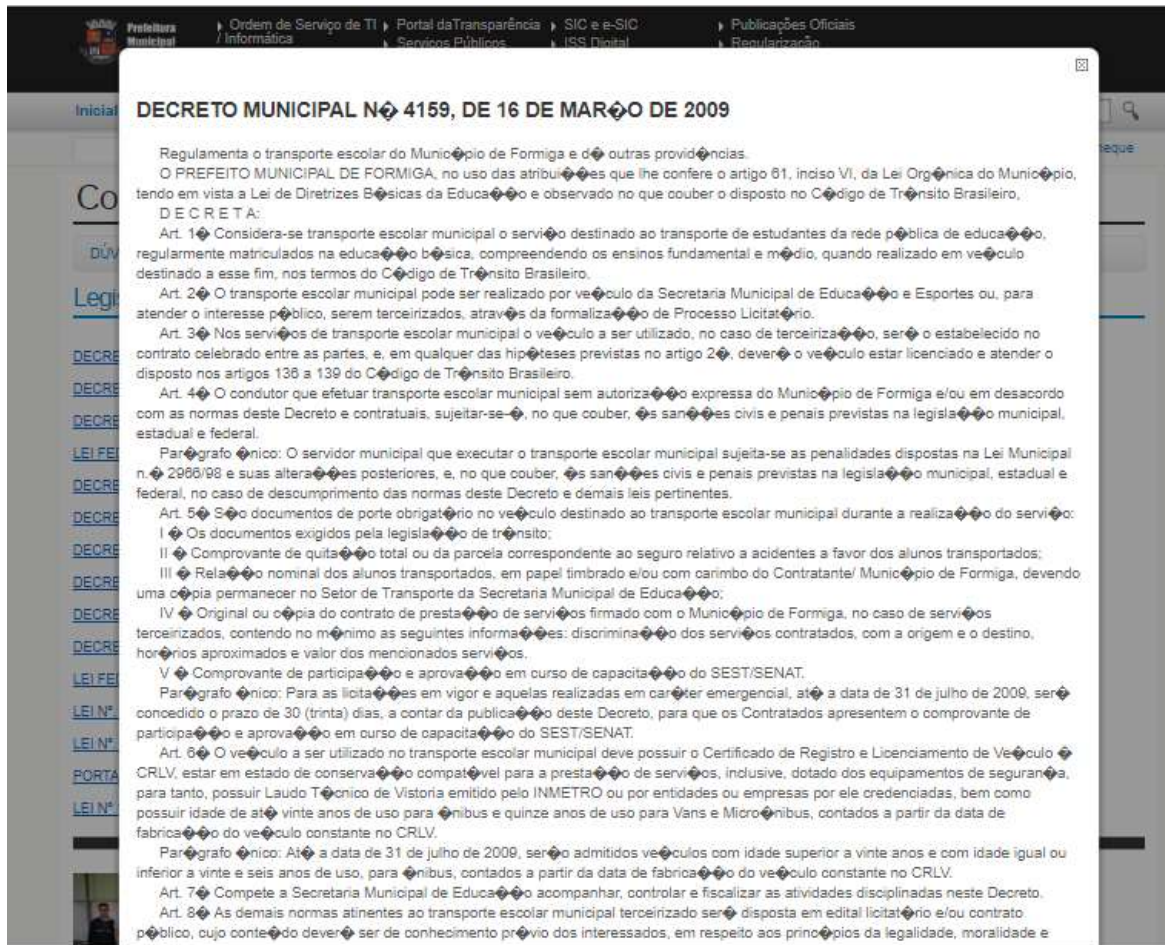 Prefeitura
Municipal
Ordem de Serviço de TI
/ Informática
Portal daTransparência
Serviços Públicos
SIC e e-SIC
ISS Digital
Publicações Oficiais
Regularização
Inicial
DECRETO MUNICIPAL N� 4159, DE 16 DE MAR�O DE 2009
Regulamenta o transporte escolar do Munic�pio de Formiga e d� outras provid�ncias.
O PREFEITO MUNICIPAL DE FORMIGA, no uso das atribui��es que lhe confere o artigo 61, inciso VI, da Lei Org�nica do Munic�pio,
tendo em vista a Lei de Diretrizes B�sicas da Educa��o e observado no que couber o disposto no C�digo de Tr�nsito Brasileiro,
D E C R E T A:
Art. 1� Considera-se transporte escolar municipal o servi�o destinado ao transporte de estudantes da rede p�blica de educa��o,
regularmente matriculados na educa��o b�sica, compreendendo os ensinos fundamental e m�dio, quando realizado em ve�culo
destinado a esse fim, nos termos do C�digo de Tr�nsito Brasileiro.
Art. 2� O transporte escolar municipal pode ser realizado por ve�culo da Secretaria Municipal de Educa��o e Esportes ou, para
atender o interesse p�blico, serem terceirizados, atrav�s da formaliza��o de Processo Licitat�rio.
Art. 3� Nos servi�os de transporte escolar municipal o ve�culo a ser utilizado, no caso de terceiriza��o, ser� o estabelecido no
contrato celebrado entre as partes, e, em qualquer das hip�teses previstas no artigo 2�, dever� o ve�culo estar licenciado e atender o
disposto nos artigos 136 a 139 do C�digo de Tr�nsito Brasileiro.
Art. 4� O condutor que efetuar transporte escolar municipal sem autoriza��o expressa do Munic�pio de Formiga e/ou em desacordo
com as normas deste Decreto e contratuais, sujeitar-se-�, no que couber, �s san��es civis e penais previstas na legisla��o municipal,
estadual e federal.
Par�grafo �nico: O servidor municipal que executar o transporte escolar municipal sujeita-se as penalidades dispostas na Lei Municipal
n.� 2966/98 e suas altera��es posteriores, e, no que couber, �s san��es civis e penais previstas na legisla��o municipal, estadual e
federal, no caso de descumprimento das normas deste Decreto e demais leis pertinentes.
Art. 5� S�o documentos de porte obrigat�rio no ve�culo destinado ao transporte escolar municipal durante a realiza��o do servi�o:
I � Os documentos exigidos pela legisla��o de tr�nsito;
II � Comprovante de quita��o total ou da parcela correspondente ao seguro relativo a acidentes a favor dos alunos transportados;
III � Rela��o nominal dos alunos transportados, em papel timbrado e/ou com carimbo do Contratante/ Munic�pio de Formiga, devendo
uma c�pia permanecer no Setor de Transporte da Secretaria Municipal de Educa��o;
IV � Original ou c�pia do contrato de presta��o de servi�os firmado com o Munic�pio de Formiga, no caso de servi�os
terceirizados, contendo no m�nimo as seguintes informa��es: discrimina��o dos servi�os contratados, com a origem e o destino,
hor�rios aproximados e valor dos mencionados servi�os.
V � Comprovante de participa��o e aprova��o em curso de capacita��o do SEST/SENAT.
Par�grafo �nico: Para as licita��es em vigor e aquelas realizadas em car�ter emergencial, at� a data de 31 de julho de 2009, ser�
concedido o prazo de 30 (trinta) dias, a contar da publica��o deste Decreto, para que os Contratados apresentem o comprovante de
participa��o e aprova��o em curso de capacita��o do SEST/SENAT.
Art. 6� O ve�culo a ser utilizado no transporte escolar municipal deve possuir o Certificado de Registro e Licenciamento de Ve�culo �
CRLV, estar em estado de conserva��o compat�vel para a presta��o de servi�os, inclusive, dotado dos equipamentos de seguran�a,
para tanto, possuir Laudo T�cnico de Vistoria emitido pelo INMETRO ou por entidades ou empresas por ele credenciadas, bem como
possuir idade de at� vinte anos de uso para �nibus e quinze anos de uso para Vans e Micro�nibus, contados a partir da data de
fabrica��o do ve�culo constante no CRLV.
Par�grafo �nico: At� a data de 31 de julho de 2009, ser�o admitidos ve�culos com idade superior a vinte anos e com idade igual ou
inferior a vinte e seis anos de uso, para �nibus, contados a partir da data de fabrica��o do ve�culo constante no CRLV.
Art. 7� Compete a Secretaria Municipal de Educa��o acompanhar, controlar e fiscalizar as atividades disciplinadas neste Decreto.
Art. 8� As demais normas atinentes ao transporte escolar municipal terceirizado ser� disposta em edital licitat�rio e/ou contrato
p�blico, cujo conte�do dever� ser de conhecimento pr�vio dos interessados, em respeito aos princ�pios da legalidade, moralidade e
heque
Co
DÚV
Legis
DECRE
DECRE
DECRE
LEI FE
DECRE
DECRE
DECRE
DECRE
DECRE
DECRE
LEI FE
LEI Nº
LEI Nº
PORTA
LEI Nº